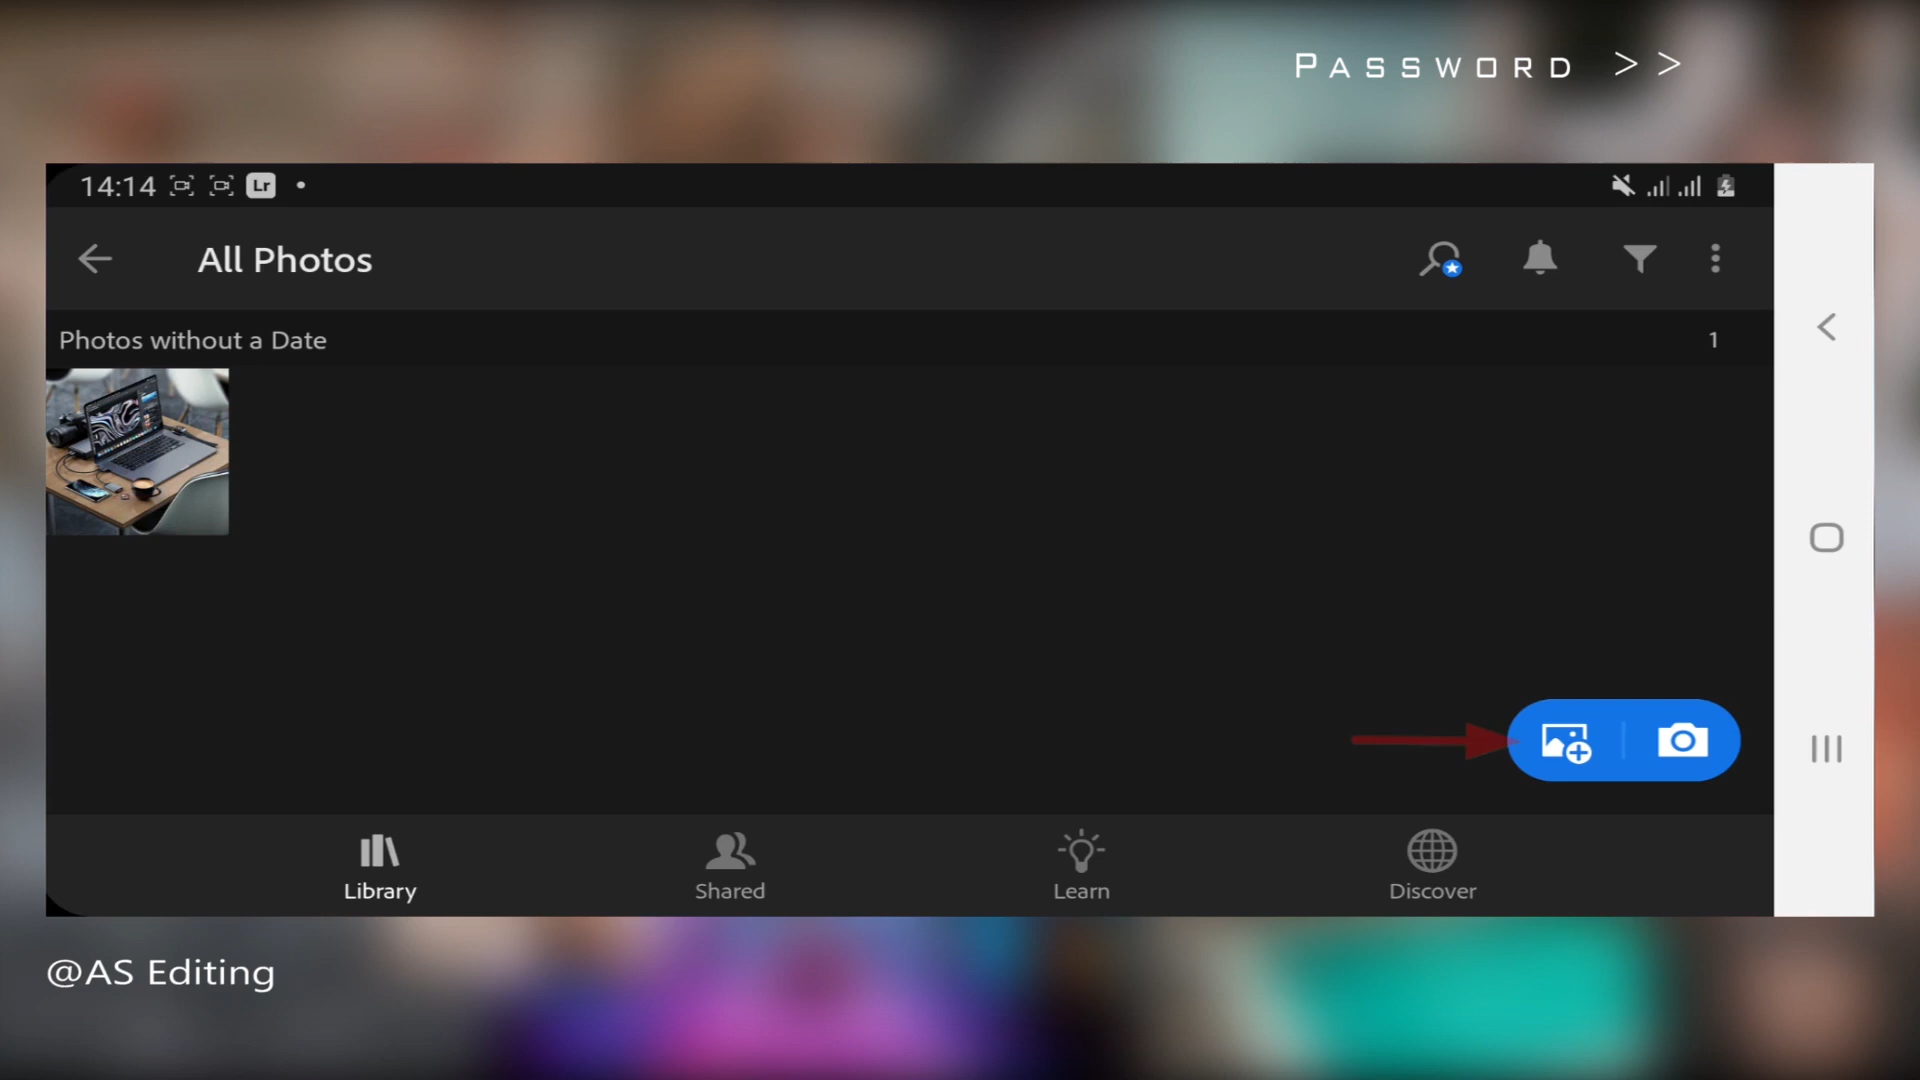 PASSWORD >>
14:14 Lr
All Photos
Photos without a Date 1
Library Shared Learn Discover
@AS Editing